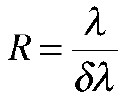 R = λ/δλ